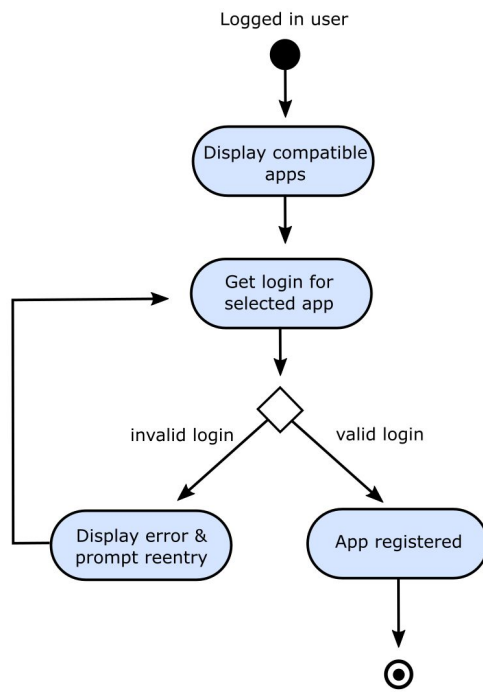 Logged in user
Display compatible
apps
Get login for
selected app
invalid login
valid login
Display error &
prompt reentry
App registered